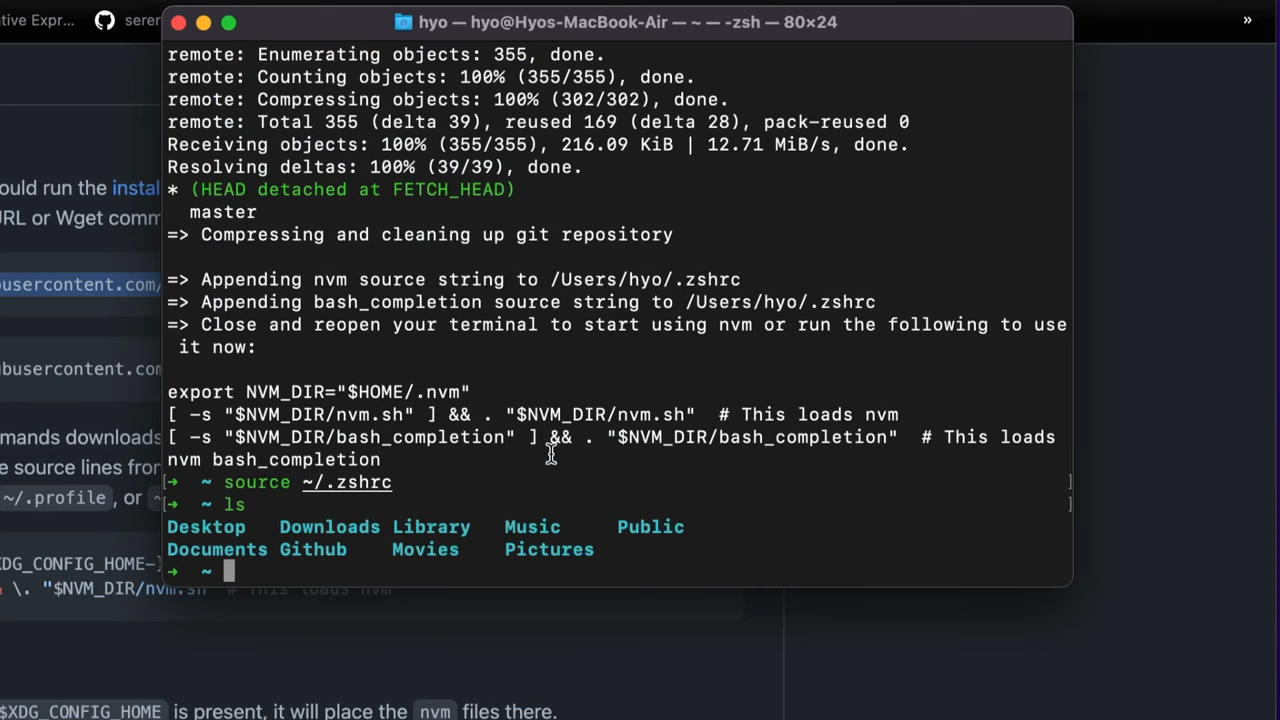 ative Expr... seren »
hyo — hyo@Hyos-MacBook-Air — ~ — -zsh — 80×24
remote: Enumerating objects: 355, done.
remote: Counting objects: 100% (355/355), done.
remote: Compressing objects: 100% (302/302), done.
remote: Total 355 (delta 39), reused 169 (delta 28), pack-reused 0
Receiving objects: 100% (355/355), 216.09 KiB | 12.71 MiB/s, done.
Resolving deltas: 100% (39/39), done.
* (HEAD detached at FETCH_HEAD)
master
=> Compressing and cleaning up git repository
=> Appending nvm source string to /Users/hyo/.zshrc
=> Appending bash_completion source string to /Users/hyo/.zshrc
=> Close and reopen your terminal to start using nvm or run the following to use
it now:
export NVM_DIR="$HOME/.nvm"
[ -s "$NVM_DIR/nvm.sh" ] && . "$NVM_DIR/nvm.sh"  # This loads nvm
[ -s "$NVM_DIR/bash_completion" ] && . "$NVM_DIR/bash_completion"  # This loads
nvm bash_completion
[➜ ~ source ~/.zshrc ]
[➜ ~ ls ]
Desktop Downloads Library Music Public
Documents Github Movies Pictures
➜ ~
ould run the instal
URL or Wget comm
busercontent.com/
ubusercontent.com
mands downloads
e source lines from
~/.profile, or ~
XDG_CONFIG_HOME-}
& \. "$NVM_DIR/nvm.sh" # This loads nvm
$XDG_CONFIG_HOME is present, it will place the nvm files there.